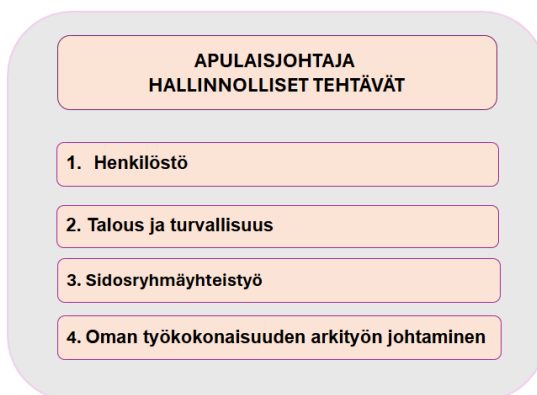 APULAISJOHTAJA
HALLINNOLLISET TEHTÄVÄT
1. Henkilöstö
2. Talous ja turvallisuus
3. Sidosryhmäyhteistyö
4. Oman työkokonaisuuden arkityön johtaminen